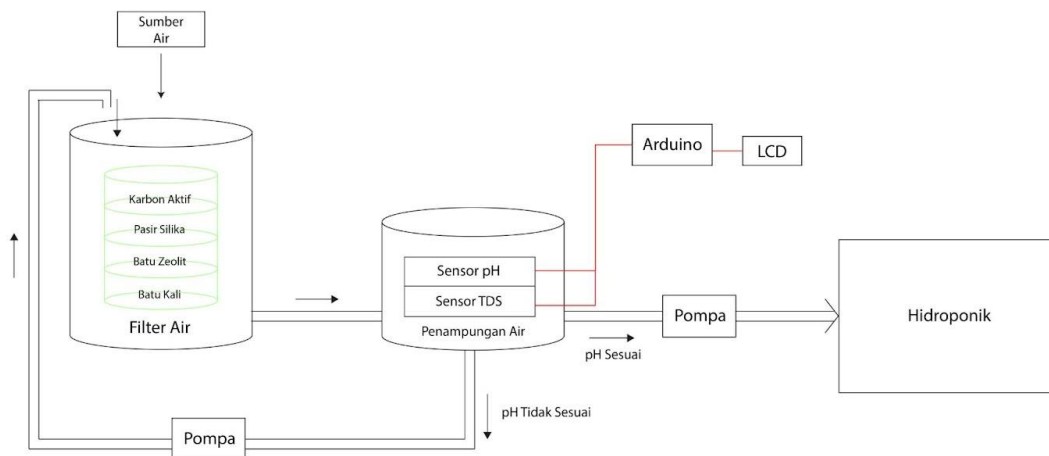 Sumber
Air
Arduino
LCD
Karbon Aktif
Pasir Silika
Batu Zeolit
Batu Kali
Filter Air
Sensor pH
Sensor TDS
Penampungan Air
Pompa
Hidroponik
pH Sesuai
pH Tidak Sesuai
Pompa